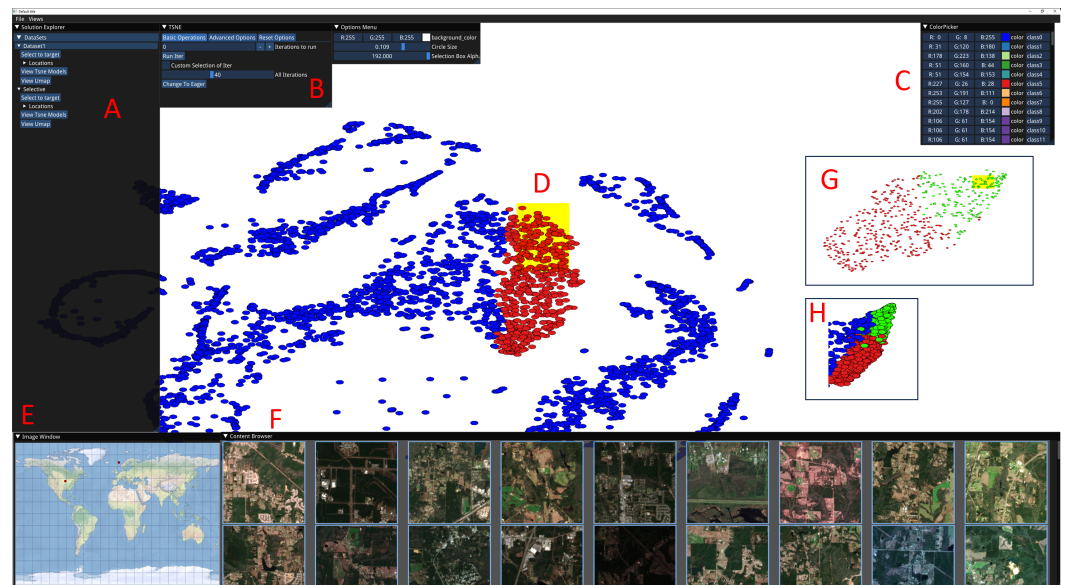 Default title
File Views
▼ Solution Explorer
▼ DataSets
▼ Dataset1
Select to target
► Locations
View Tsne Models
View Umap
▼ Selective
Select to target
► Locations
View Tsne Models
View Umap
A
▼ TSNE
Basic Operations Advanced Options Reset Options
0 - + Iterations to run
Run Iter
Custom Selection of Iter
40 All Iterations
Change To Eager
B
▼ Options Menu
R:255 G:255 B:255 background_color
0.109 Circle Size
192.000 Selection Box Alph
▼ ColorPicker
R: 0 G: 8 B:255 color class0
R: 31 G:120 B:180 color class1
R:178 G:223 B:138 color class2
R: 51 G:160 B: 44 color class3
R: 51 G:154 B:153 color class4
R:227 G: 26 B: 28 color class5
R:253 G:191 B:111 color class6
R:255 G:127 B: 0 color class7
R:202 G:178 B:214 color class8
R:106 G: 61 B:154 color class9
R:106 G: 61 B:154 color class10
R:106 G: 61 B:154 color class11
C
D
G
H
E
F
▼ Image Window
▼ Content Browser